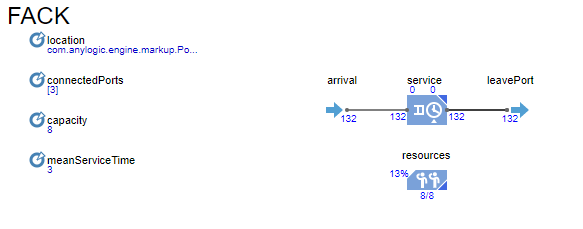 FACK
location
com.anylogic.engine.markup.Po...
connectedPorts
[3]
capacity
8
meanServiceTime
3
arrival
service
leavePort
0 0
132
132
132
132
resources
13%
8/8